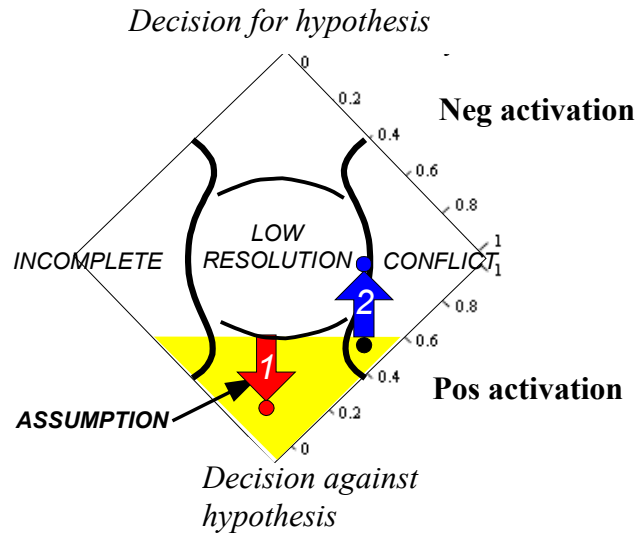 Decision for hypothesis
0
0.2
Neg activation
0.4
0.6
0.8
LOW
INCOMPLETE RESOLUTION CONFLICT
1
1
2
0.8
0.6
1
0.4
Pos activation
ASSUMPTION
0.2
0
Decision against
hypothesis